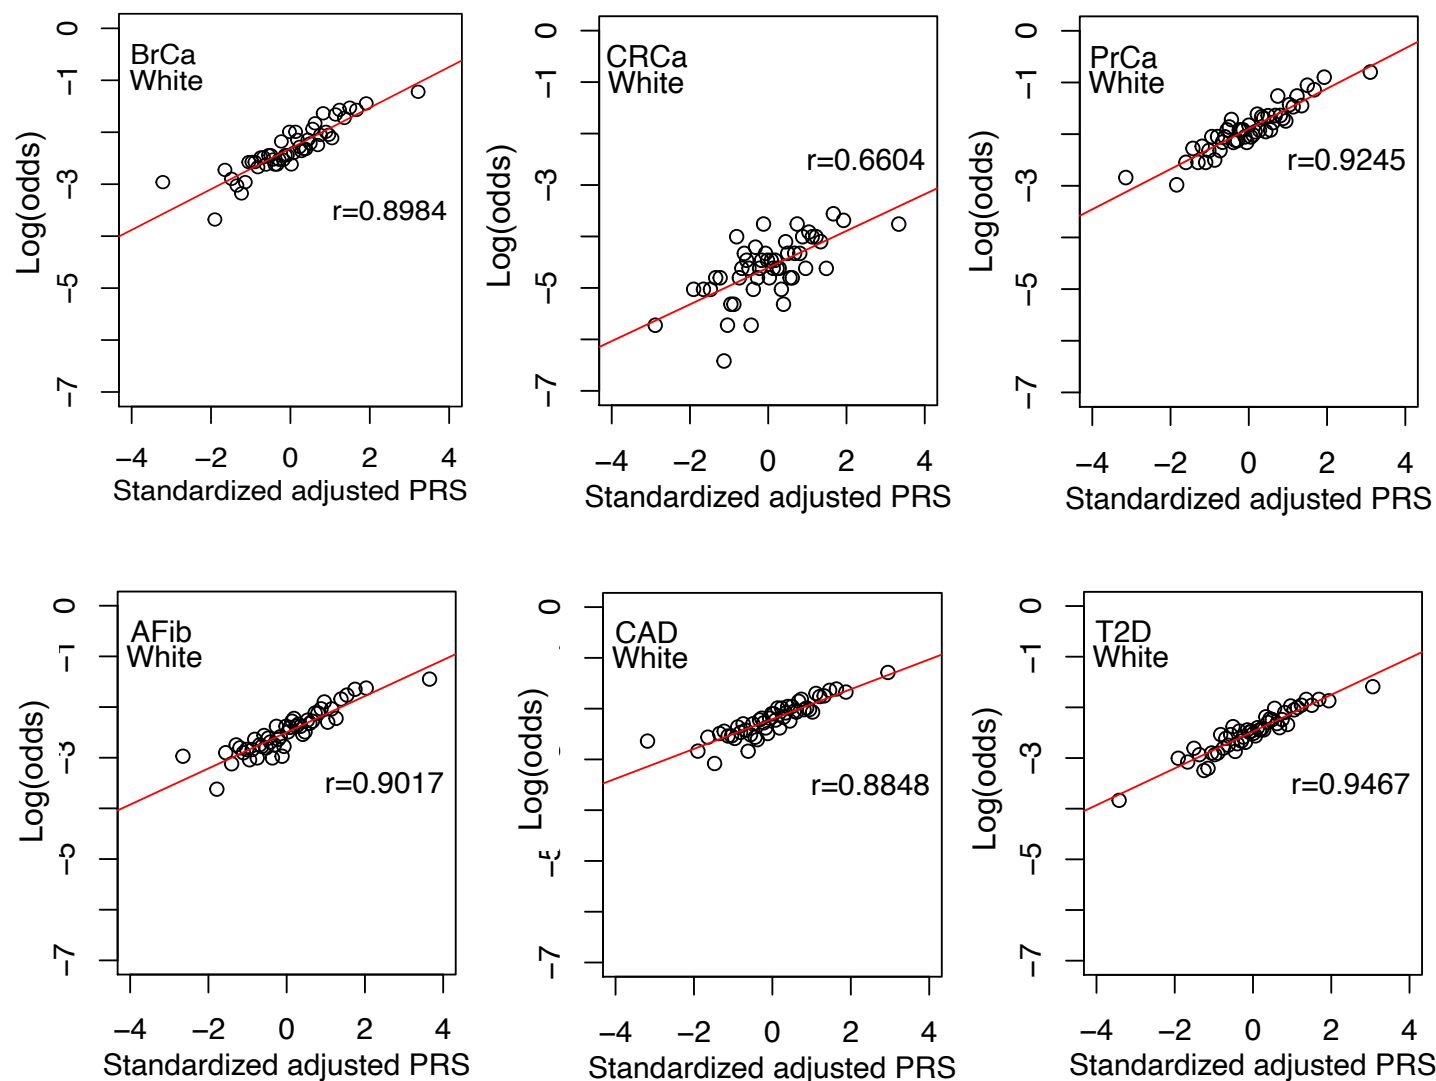 BrCa
White
r=0.8984
Log(odds)
0
−1
−3
−5
−7
−4 −2 0 2 4
Standardized adjusted PRS
CRCa
White
r=0.6604
Log(odds)
0
−1
−3
−5
−7
−4 −2 0 2 4
Standardized adjusted PRS
PrCa
White
r=0.9245
Log(odds)
0
−1
−3
−5
−7
−4 −2 0 2 4
Standardized adjusted PRS
AFib
White
r=0.9017
Log(odds)
0
−1
−3
−5
−7
−4 −2 0 2 4
Standardized adjusted PRS
CAD
White
r=0.8848
Log(odds)
0
−7
−4 −2 0 2 4
Standardized adjusted PRS
T2D
White
r=0.9467
Log(odds)
0
−1
−3
−5
−7
−4 −2 0 2 4
Standardized adjusted PRS